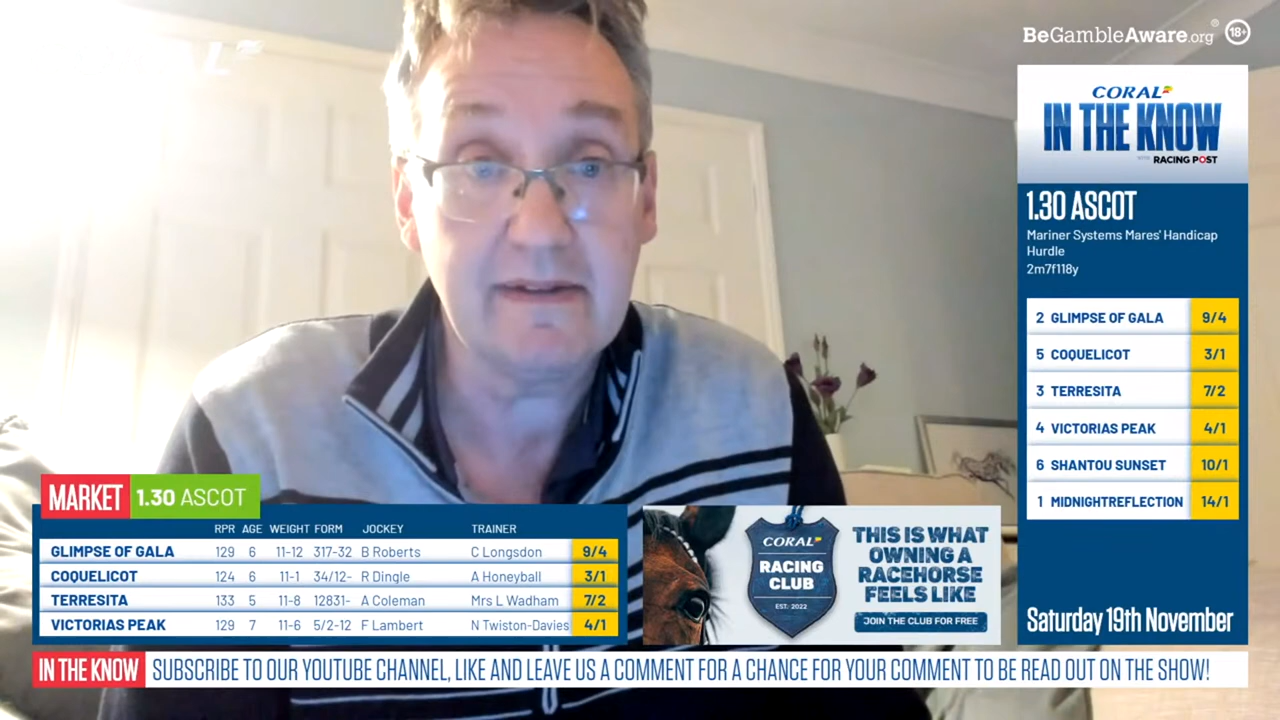 CORAL
BeGambleAware.org® 18+
CORAL
IN THE KNOW
WITH RACING POST
1.30 ASCOT
Mariner Systems Mares' Handicap
Hurdle
2m7f118y
2 GLIMPSE OF GALA 9/4
5 COQUELICOT 3/1
3 TERRESITA 7/2
4 VICTORIAS PEAK 4/1
6 SHANTOU SUNSET 10/1
1 MIDNIGHTREFLECTION 14/1
Saturday 19th November
MARKET 1.30 ASCOT
RPR AGE WEIGHT FORM JOCKEY TRAINER
GLIMPSE OF GALA 129 6 11-12 317-32 B Roberts C Longsdon 9/4
COQUELICOT 124 6 11-1 34/12- R Dingle A Honeyball 3/1
TERRESITA 133 5 11-8 12831- A Coleman Mrs L Wadham 7/2
VICTORIAS PEAK 129 7 11-6 5/2-12 F Lambert N Twiston-Davies 4/1
CORAL
RACING
CLUB
EST. 2022
THIS IS WHAT
OWNING A
RACEHORSE
FEELS LIKE
JOIN THE CLUB FOR FREE
IN THE KNOW SUBSCRIBE TO OUR YOUTUBE CHANNEL, LIKE AND LEAVE US A COMMENT FOR A CHANCE FOR YOUR COMMENT TO BE READ OUT ON THE SHOW!